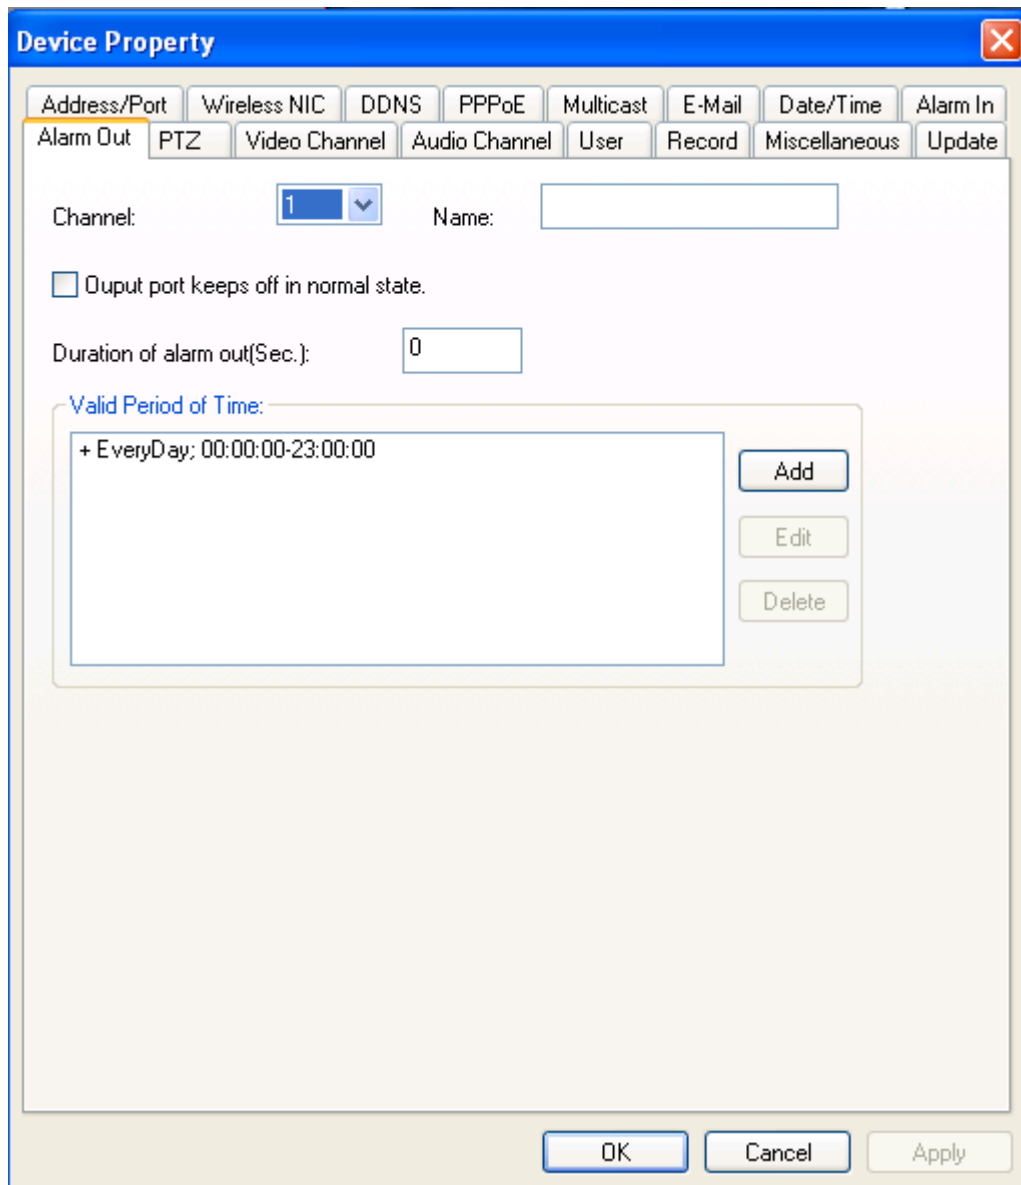 Device Property
Address/Port Wireless NIC DDNS PPPoE Multicast E-Mail Date/Time Alarm In
Alarm Out PTZ Video Channel Audio Channel User Record Miscellaneous Update
Channel: 1 Name:
Ouput port keeps off in normal state.
Duration of alarm out(Sec.): 0
Valid Period of Time:
+ EveryDay; 00:00:00-23:00:00
Add
Edit
Delete
OK Cancel Apply